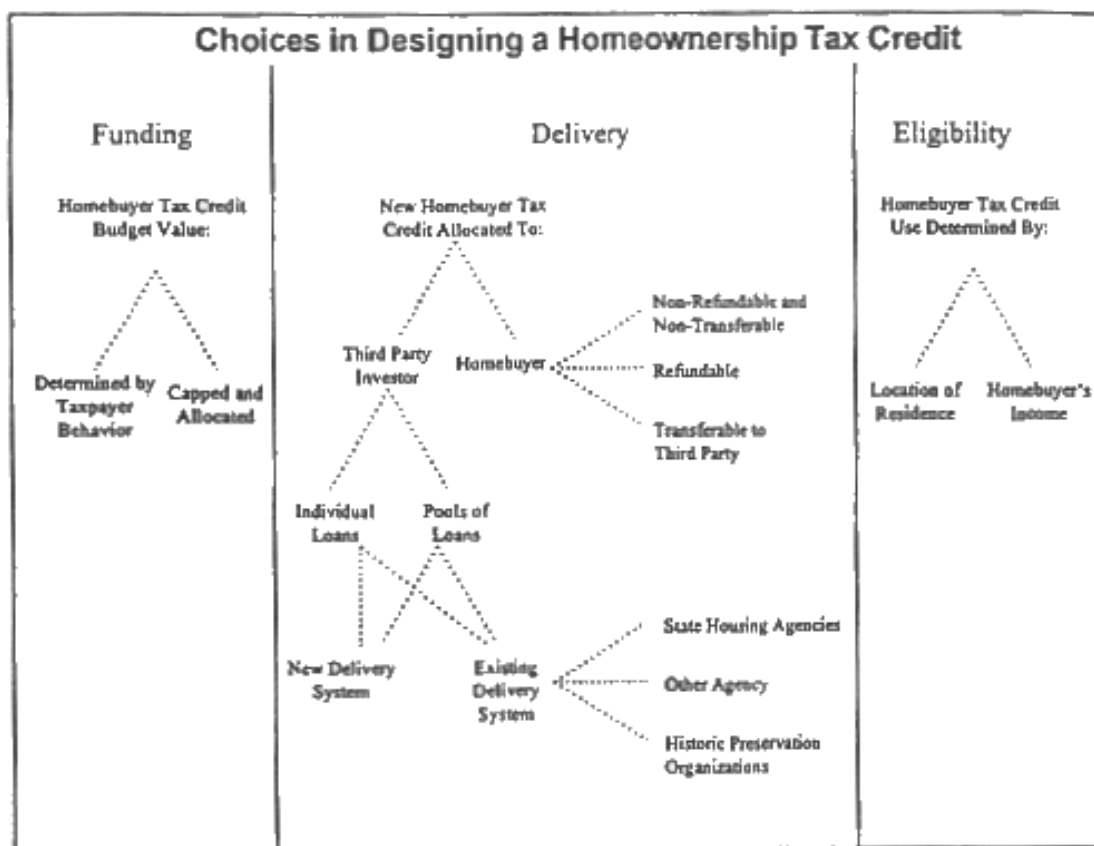 Choices in Designing a Homeownership Tax Credit
Funding
Homebuyer Tax Credit
Budget Value:
Determined by
Taxpayer
Behavior
Capped and
Allocated
Delivery
New Homebuyer Tax
Credit Allocated To:
Third Party
Investor
Homebuyer
Non-Refundable and
Non-Transferable
Refundable
Transferable to
Third Party
Individual
Loans
Pools of
Loans
New Delivery
System
Existing
Delivery
System
State Housing Agencies
Other Agency
Historic Preservation
Organizations
Eligibility
Homebuyer Tax Credit
Use Determined By:
Location of
Residence
Homebuyer's
Income